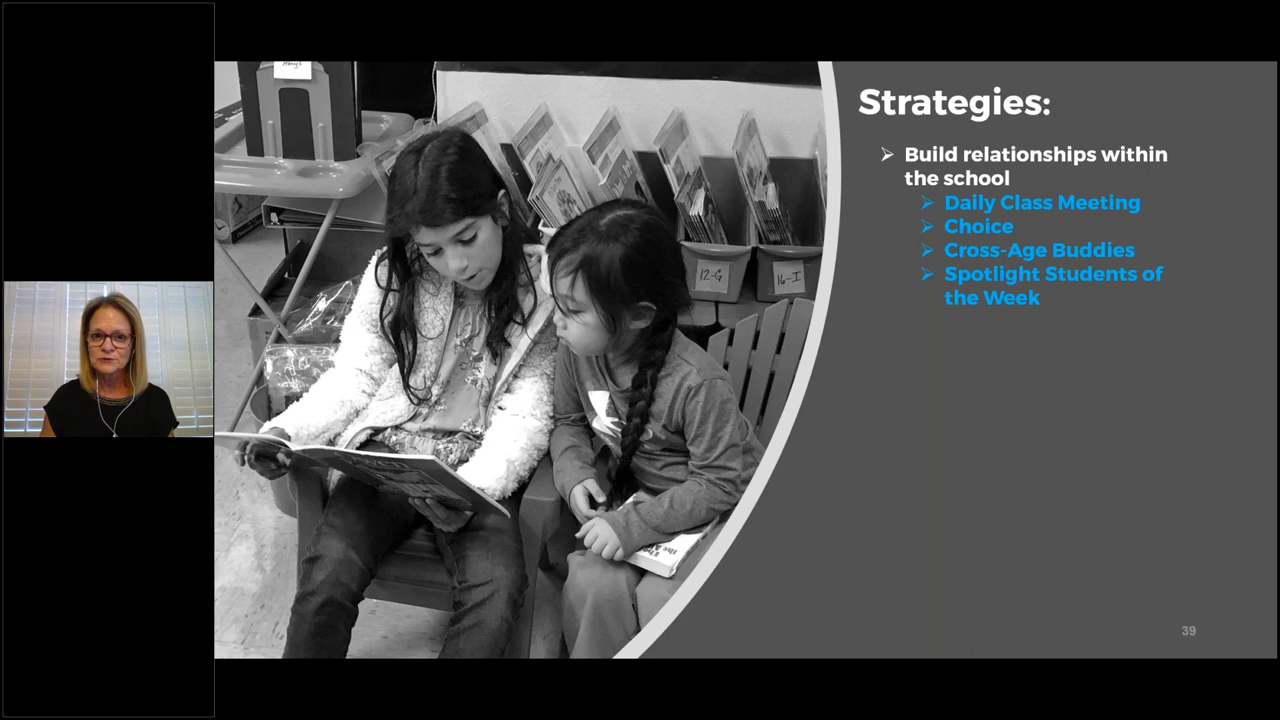 Strategies:
Build relationships within
the school
Daily Class Meeting
Choice
Cross-Age Buddies
Spotlight Students of
the Week
12-G
16-I
39